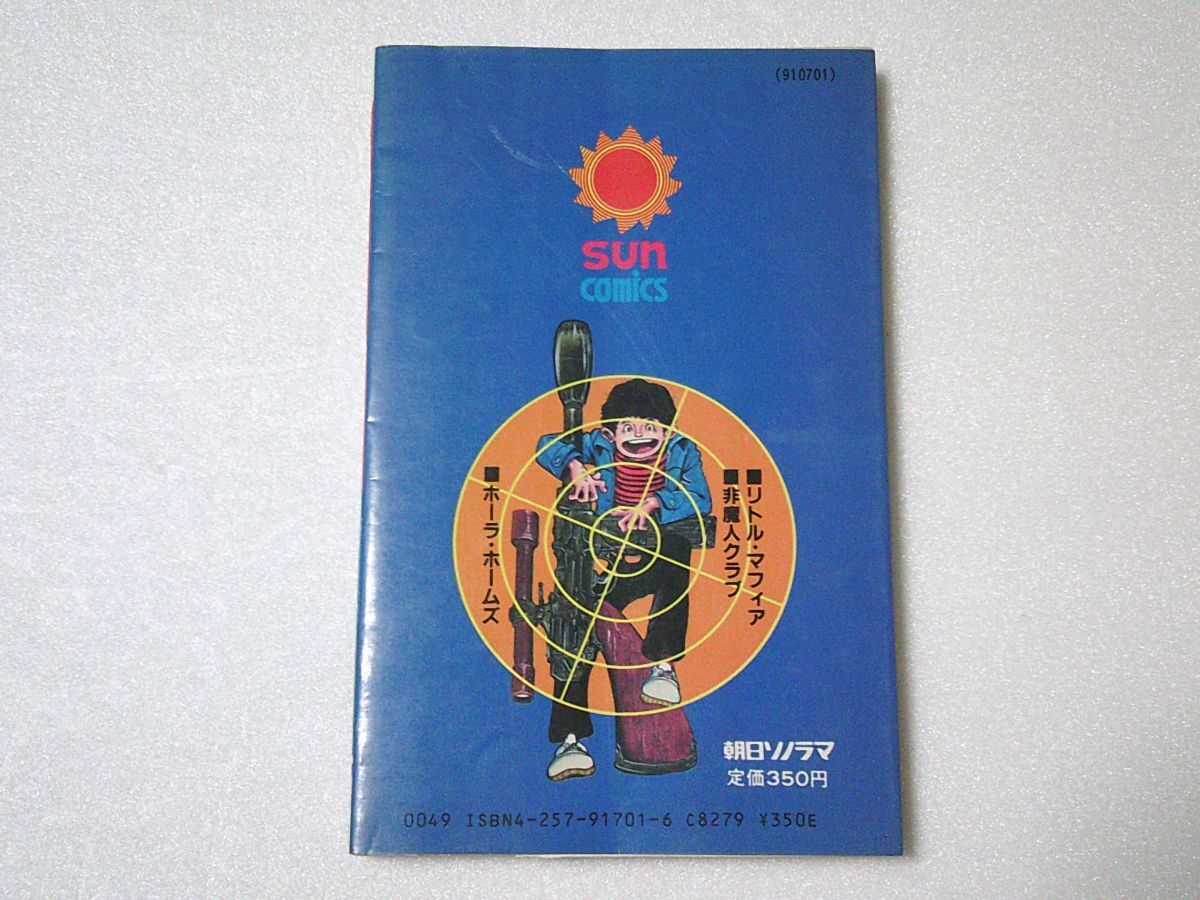 (910701)
sun
comics
■リトル・マフィア
■非魔人クラブ
■ホーラ・ホームズ
朝日ソノラマ
定価350円
0049 ISBN4-257-91701-6 C8279 ¥350E